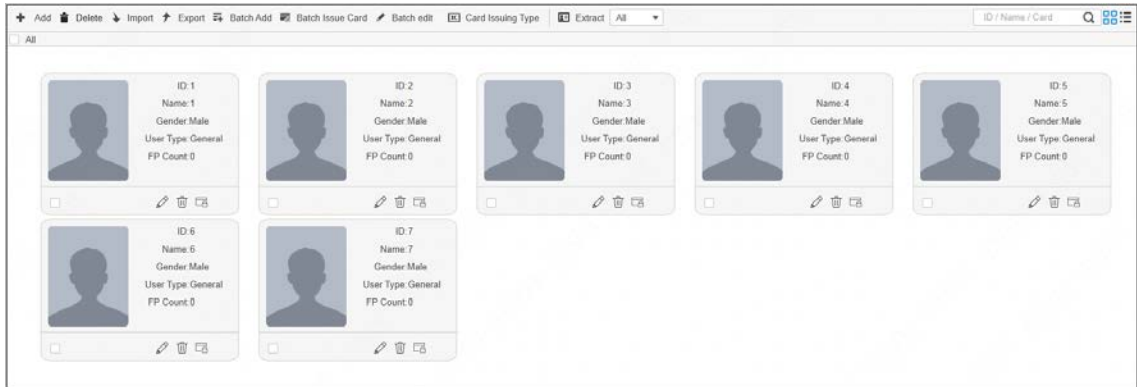 Add Delete Import Export Batch Add Batch Issue Card Batch edit Card Issuing Type Extract All ID / Name / Card
All
ID:1
Name:1
Gender:Male
User Type:General
FP Count:0
ID:2
Name:2
Gender:Male
User Type:General
FP Count:0
ID:3
Name:3
Gender:Male
User Type:General
FP Count:0
ID:4
Name:4
Gender:Male
User Type:General
FP Count:0
ID:5
Name:5
Gender:Male
User Type:General
FP Count:0
ID:6
Name:6
Gender:Male
User Type:General
FP Count:0
ID:7
Name:7
Gender:Male
User Type:General
FP Count:0